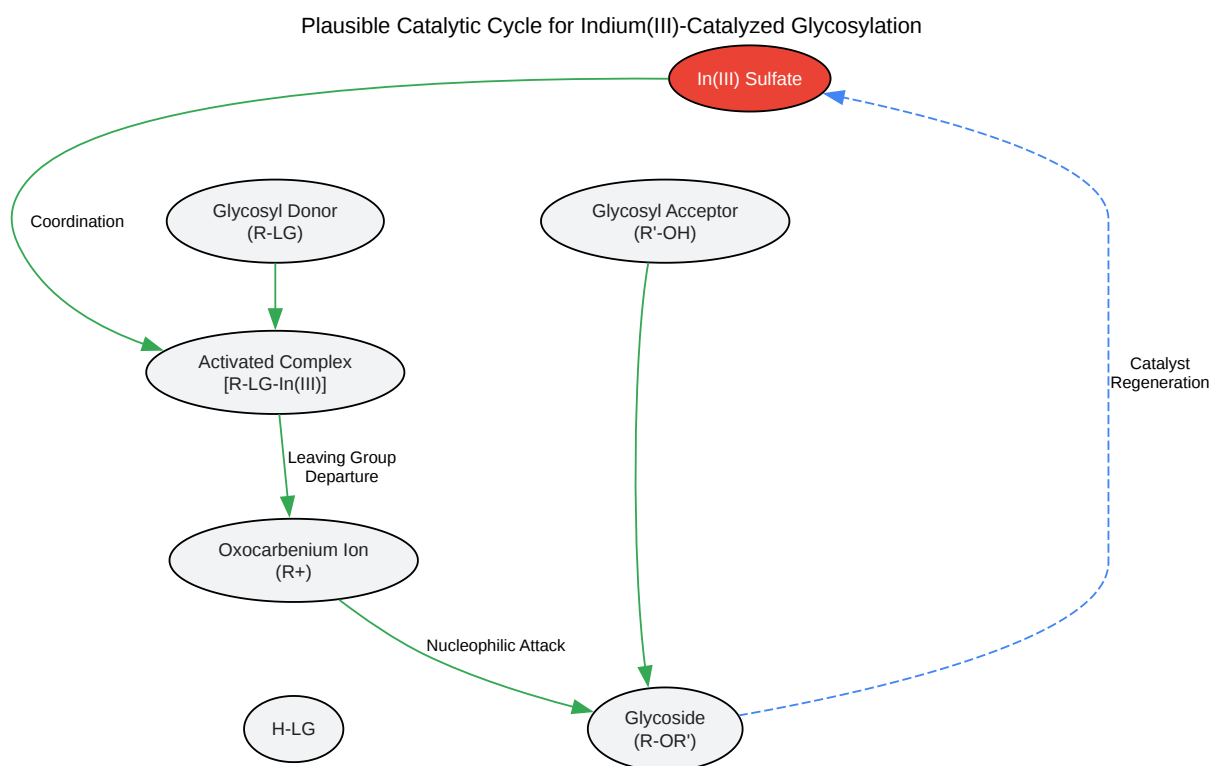 Plausible Catalytic Cycle for Indium(III)-Catalyzed Glycosylation
In(III) Sulfate
Coordination
Glycosyl Donor
(R-LG)
Glycosyl Acceptor
(R'-OH)
Activated Complex
[R-LG-In(III)]
Catalyst
Regeneration
Leaving Group
Departure
Oxocarbenium Ion
(R+)
Nucleophilic Attack
H-LG
Glycoside
(R-OR')